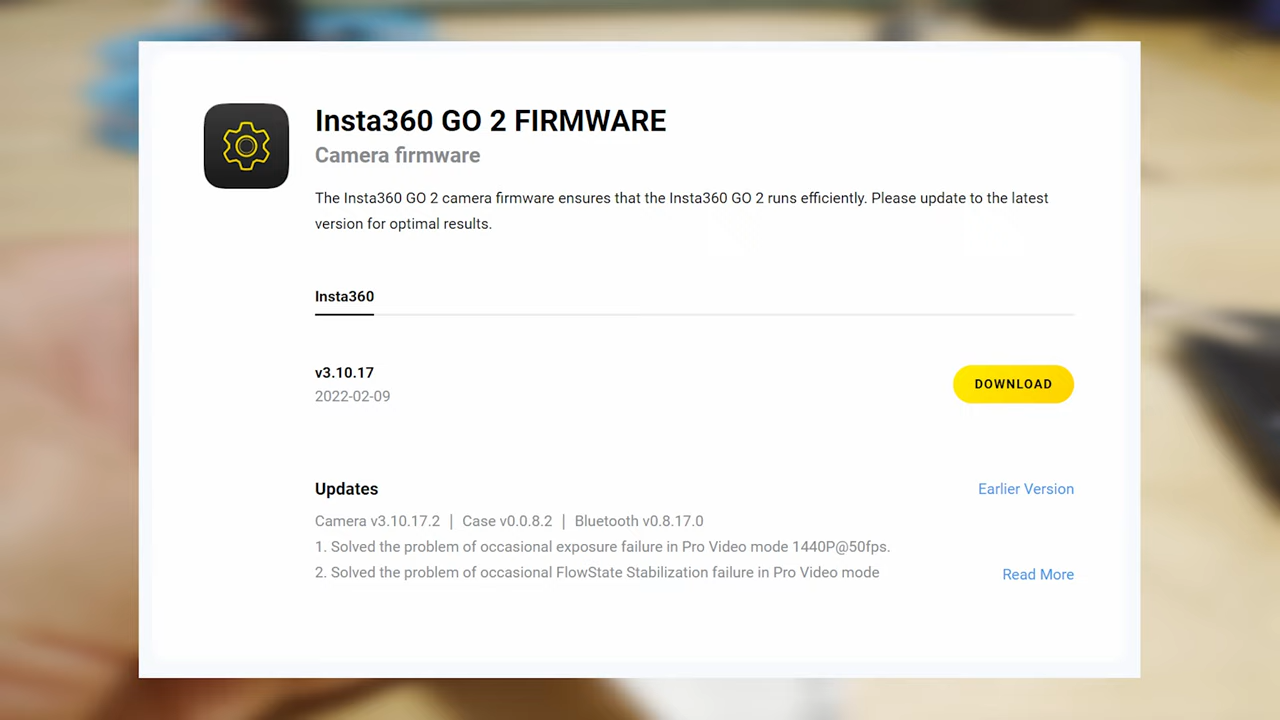 Insta360 GO 2 FIRMWARE
Camera firmware
The Insta360 GO 2 camera firmware ensures that the Insta360 GO 2 runs efficiently. Please update to the latest
version for optimal results.
Insta360
v3.10.17
2022-02-09
DOWNLOAD
Updates
Earlier Version
Camera v3.10.17.2 | Case v0.0.8.2 | Bluetooth v0.8.17.0
1. Solved the problem of occasional exposure failure in Pro Video mode 1440P@50fps.
2. Solved the problem of occasional FlowState Stabilization failure in Pro Video mode
Read More